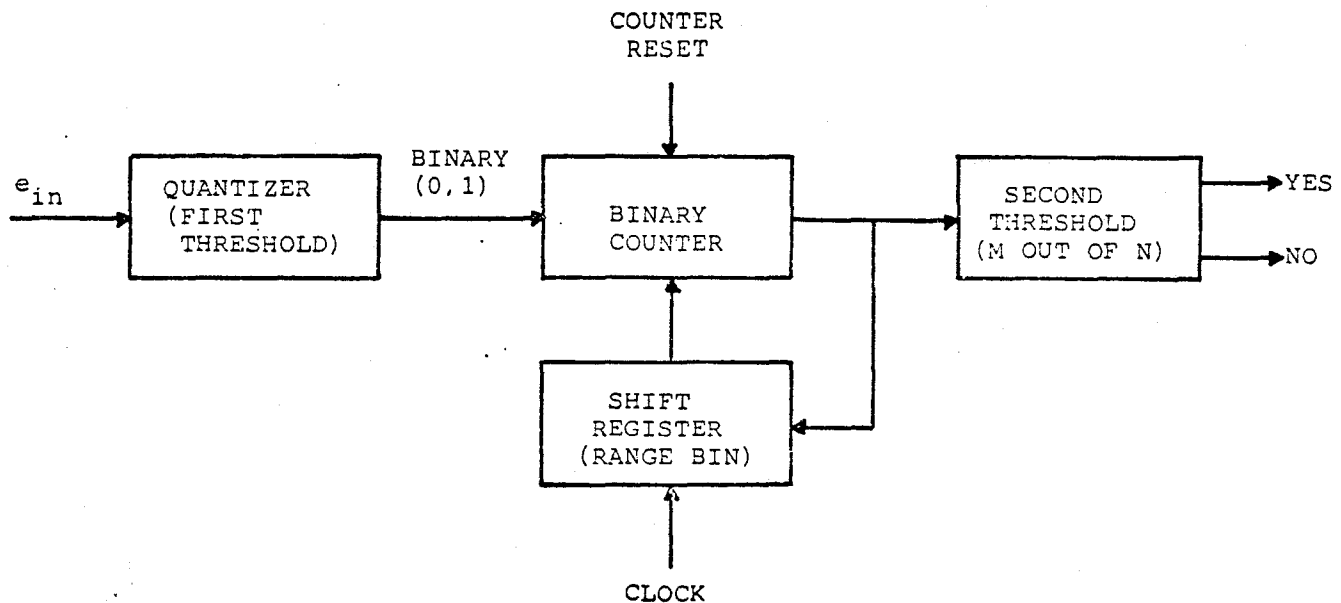 COUNTER
RESET
e_in
QUANTIZER
(FIRST
THRESHOLD)
BINARY
(0,1)
BINARY
COUNTER
SECOND
THRESHOLD
(M OUT OF N)
YES
NO
SHIFT
REGISTER
(RANGE BIN)
CLOCK